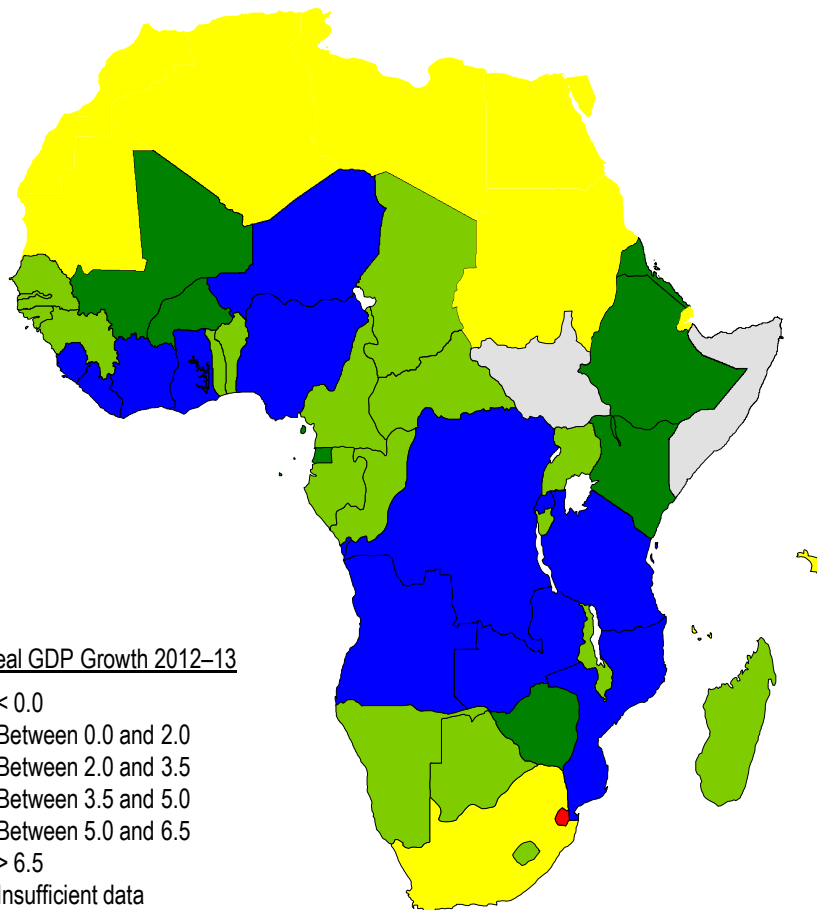 eal GDP Growth 2012–13
< 0.0
Between 0.0 and 2.0
Between 2.0 and 3.5
Between 3.5 and 5.0
Between 5.0 and 6.5
> 6.5
Insufficient data